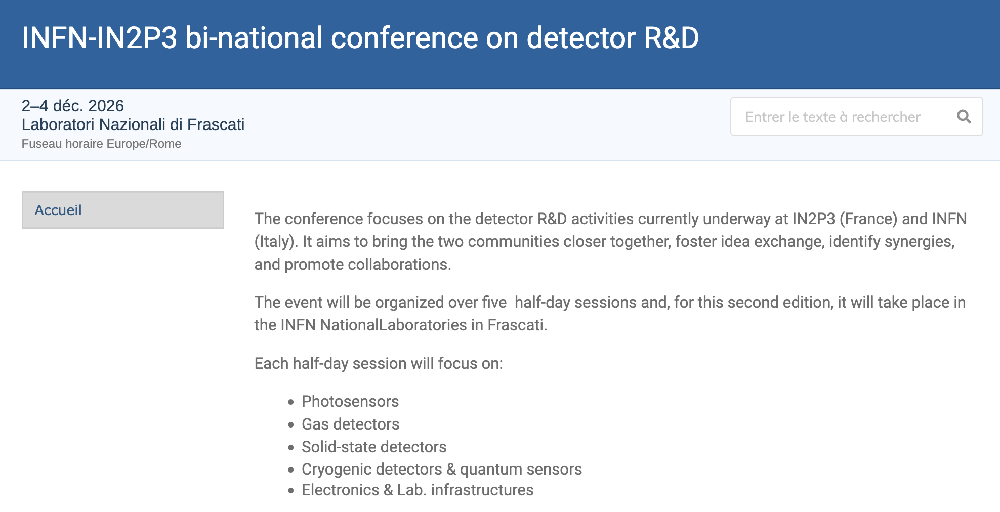 INFN-IN2P3 bi-national conference on detector R&D
2–4 déc. 2026
Laboratori Nazionali di Frascati
Fuseau horaire Europe/Rome
Entrer le texte à rechercher
Accueil
The conference focuses on the detector R&D activities currently underway at IN2P3 (France) and INFN
(Italy). It aims to bring the two communities closer together, foster idea exchange, identify synergies,
and promote collaborations.
The event will be organized over five  half-day sessions and, for this second edition, it will take place in
the INFN NationalLaboratories in Frascati.
Each half-day session will focus on:
• Photosensors
• Gas detectors
• Solid-state detectors
• Cryogenic detectors & quantum sensors
• Electronics & Lab. infrastructures